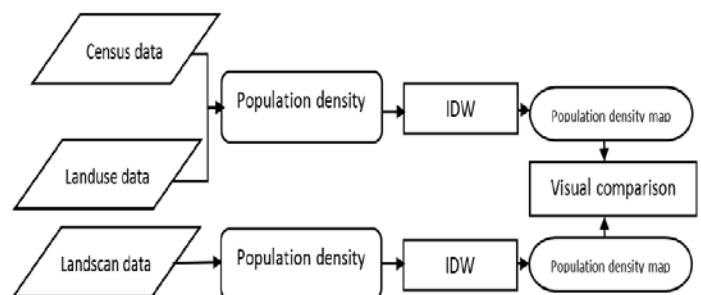 Census data
Population density
IDW
Population density map
Landuse data
Visual comparison
Landscan data
Population density
IDW
Population density map